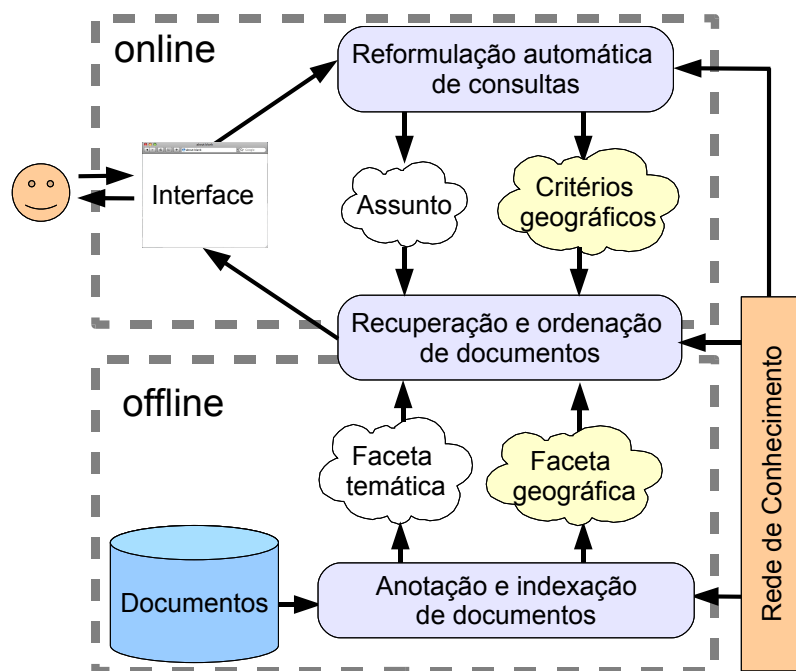 online
Reformulação automática
de consultas
Interface
Assunto
Critérios
geográficos
Recuperação e ordenação
de documentos
offline
Faceta
temática
Faceta
geográfica
Documentos
Anotação e indexação
de documentos
Rede de Conhecimento